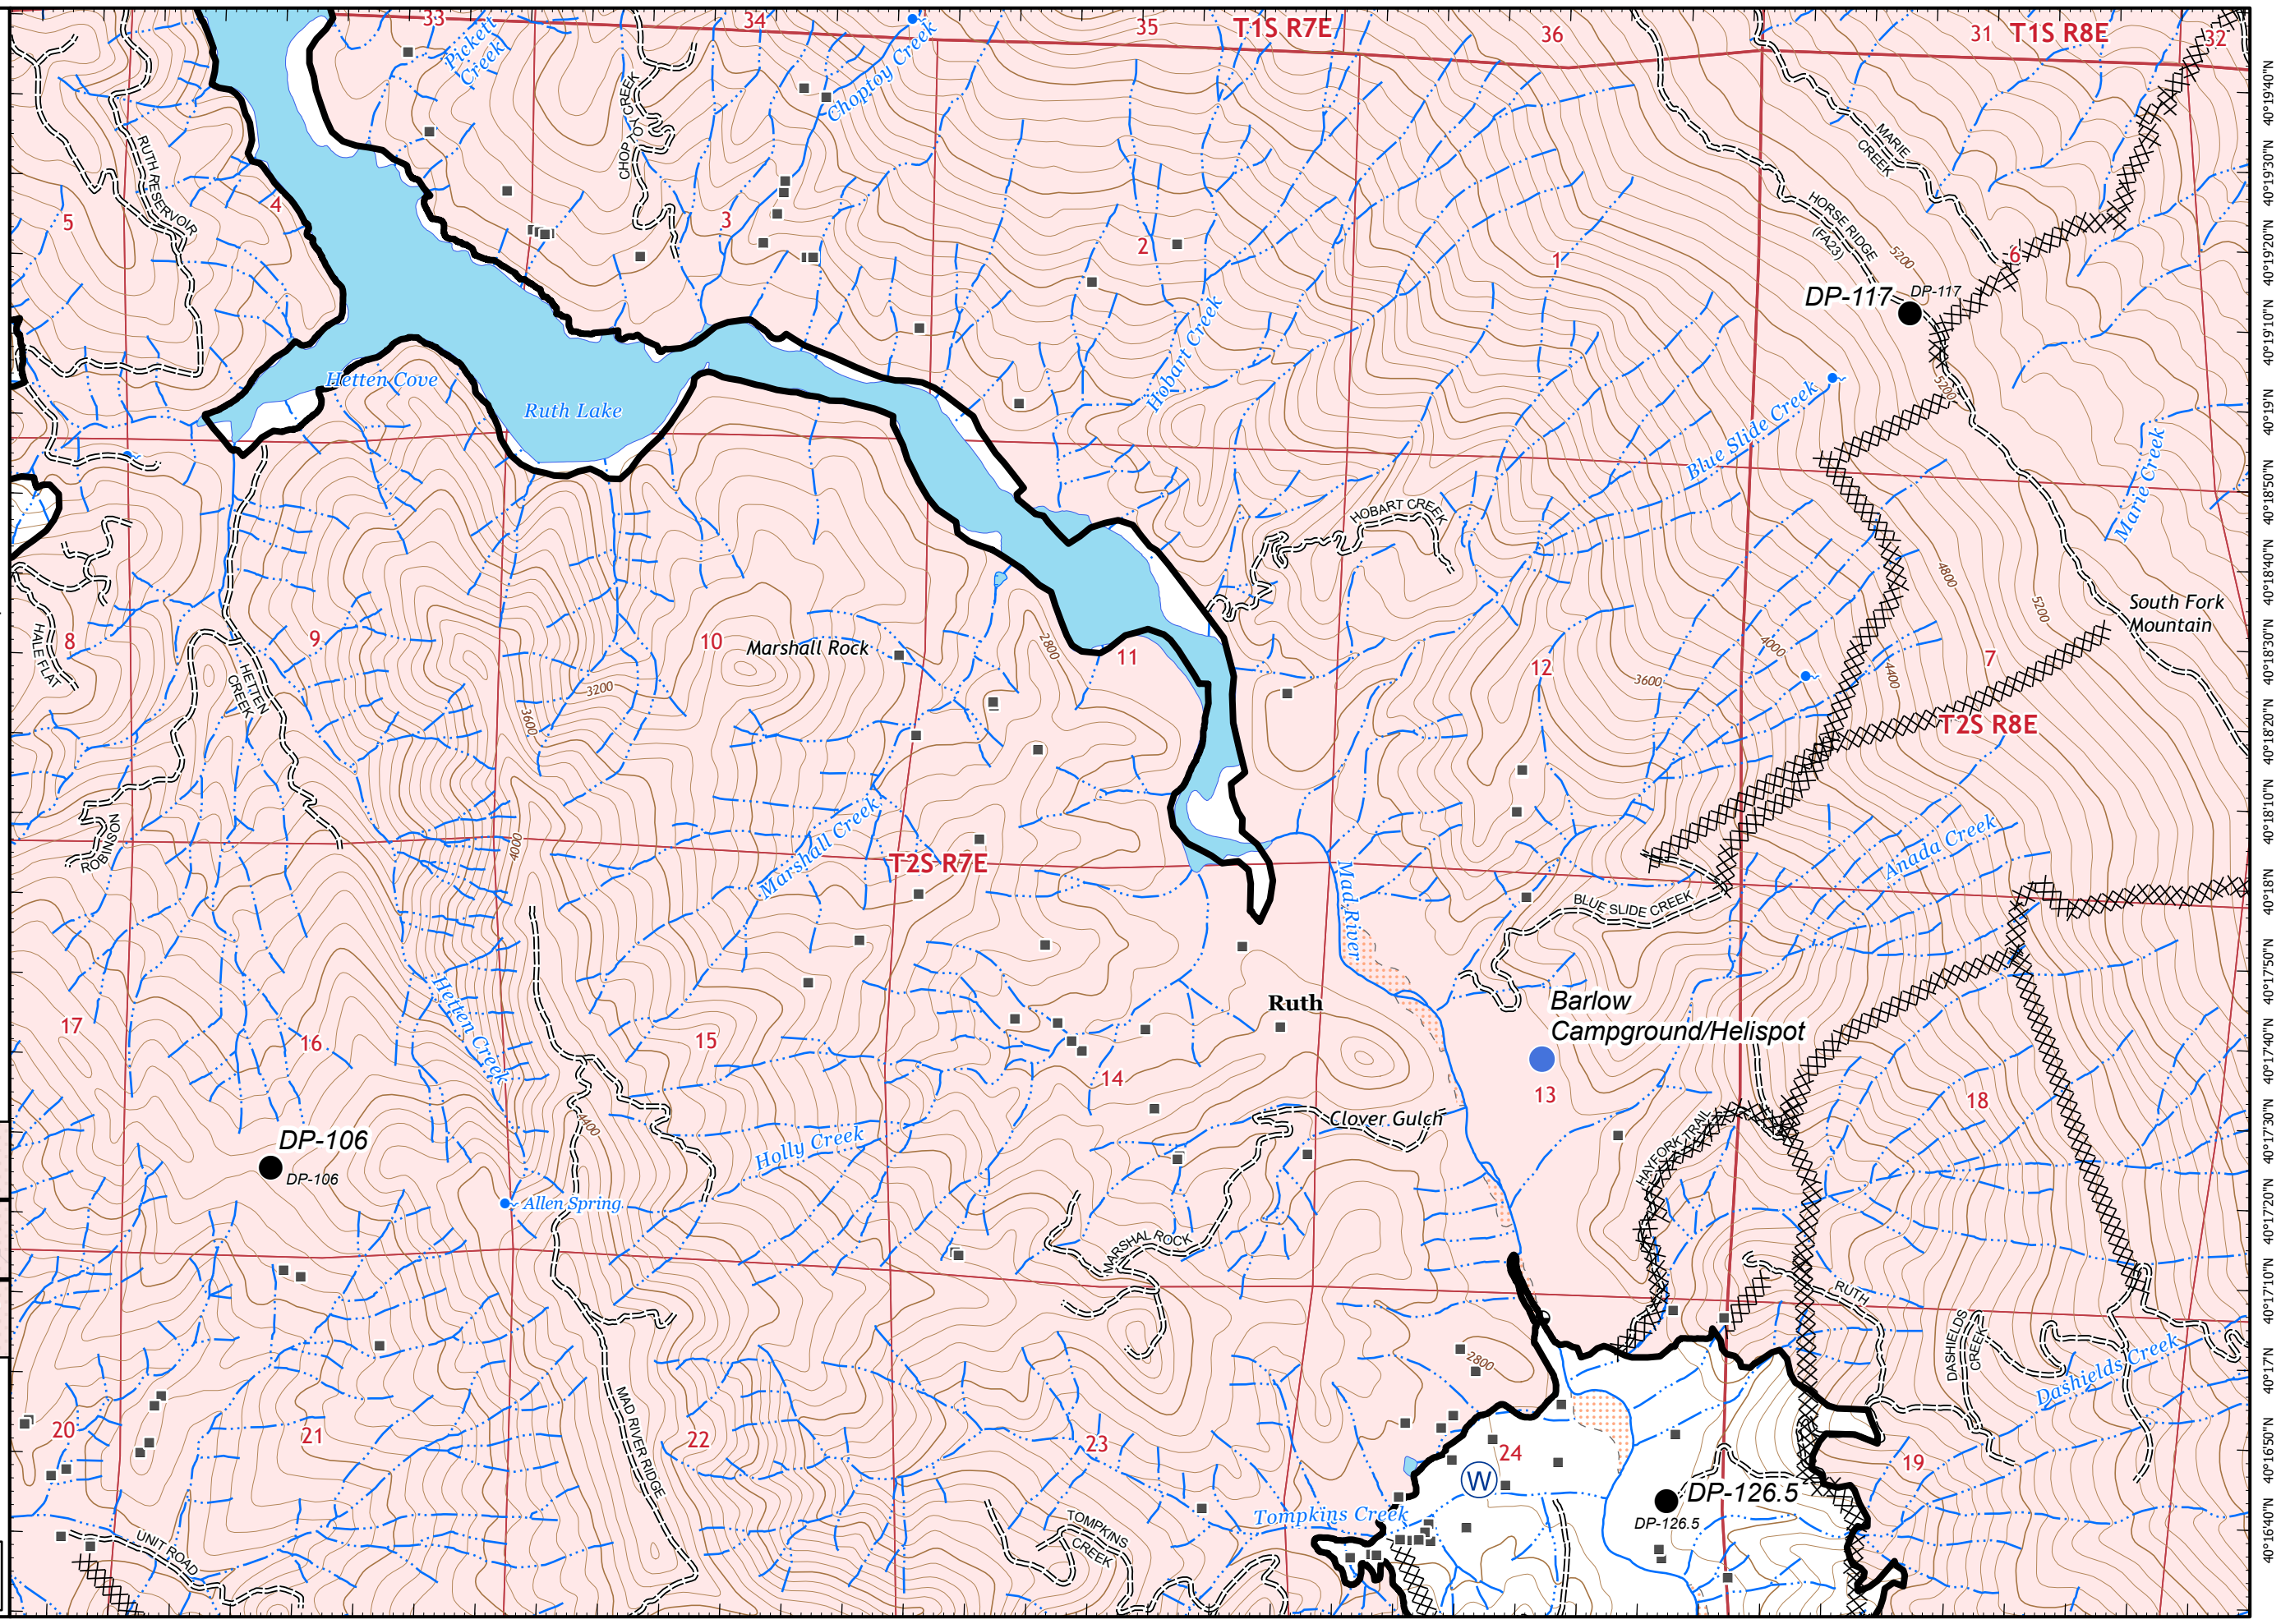 33
34
35
T1S R7E
36
31
T1S R8E
32
Pickett
Creek
Choptoy Creek
CHOP TOY CREEK
RUTH RESERVOIR
MARIE
CREEK
HORSE RIDGE
(FA23)
5
4
3
2
1
6
5200
DP-117
DP-117
Hobart Creek
Hetten Cove
Ruth Lake
5200
Blue Slide Creek
Marie Creek
HOBART CREEK
4800
5200
South Fork
Mountain
HALE FLAT
8
9
10
Marshall Rock
2800
11
12
4000
3600
4400
7
HETTEN
CREEK
3200
3600
T2S R8E
ROBINSON
4000
Marshall Creek
T2S R7E
Mad River
Anada Creek
BLUE SLIDE CREEK
Hetten Creek
Ruth
Barlow
Campground/Helispot
17
16
15
14
13
18
4400
Clover Gulch
HAYFORK TRAIL
DP-106
DP-106
Holly Creek
Allen Spring
MARSHAL ROCK
RUTH
DASHIELDS
CREEK
Dashields Creek
2800
MAD RIVER RIDGE
20
21
22
23
24
19
W
DP-126.5
DP-126.5
Tompkins Creek
TOMPKINS
CREEK
UNIT ROAD
40°19'40"N
40°19'30"N
40°19'20"N
40°19'10"N
40°19'N
40°18'50"N
40°18'40"N
40°18'30"N
40°18'20"N
40°18'10"N
40°18'N
40°17'50"N
40°17'40"N
40°17'30"N
40°17'20"N
40°17'10"N
40°17'N
40°16'50"N
40°16'40"N